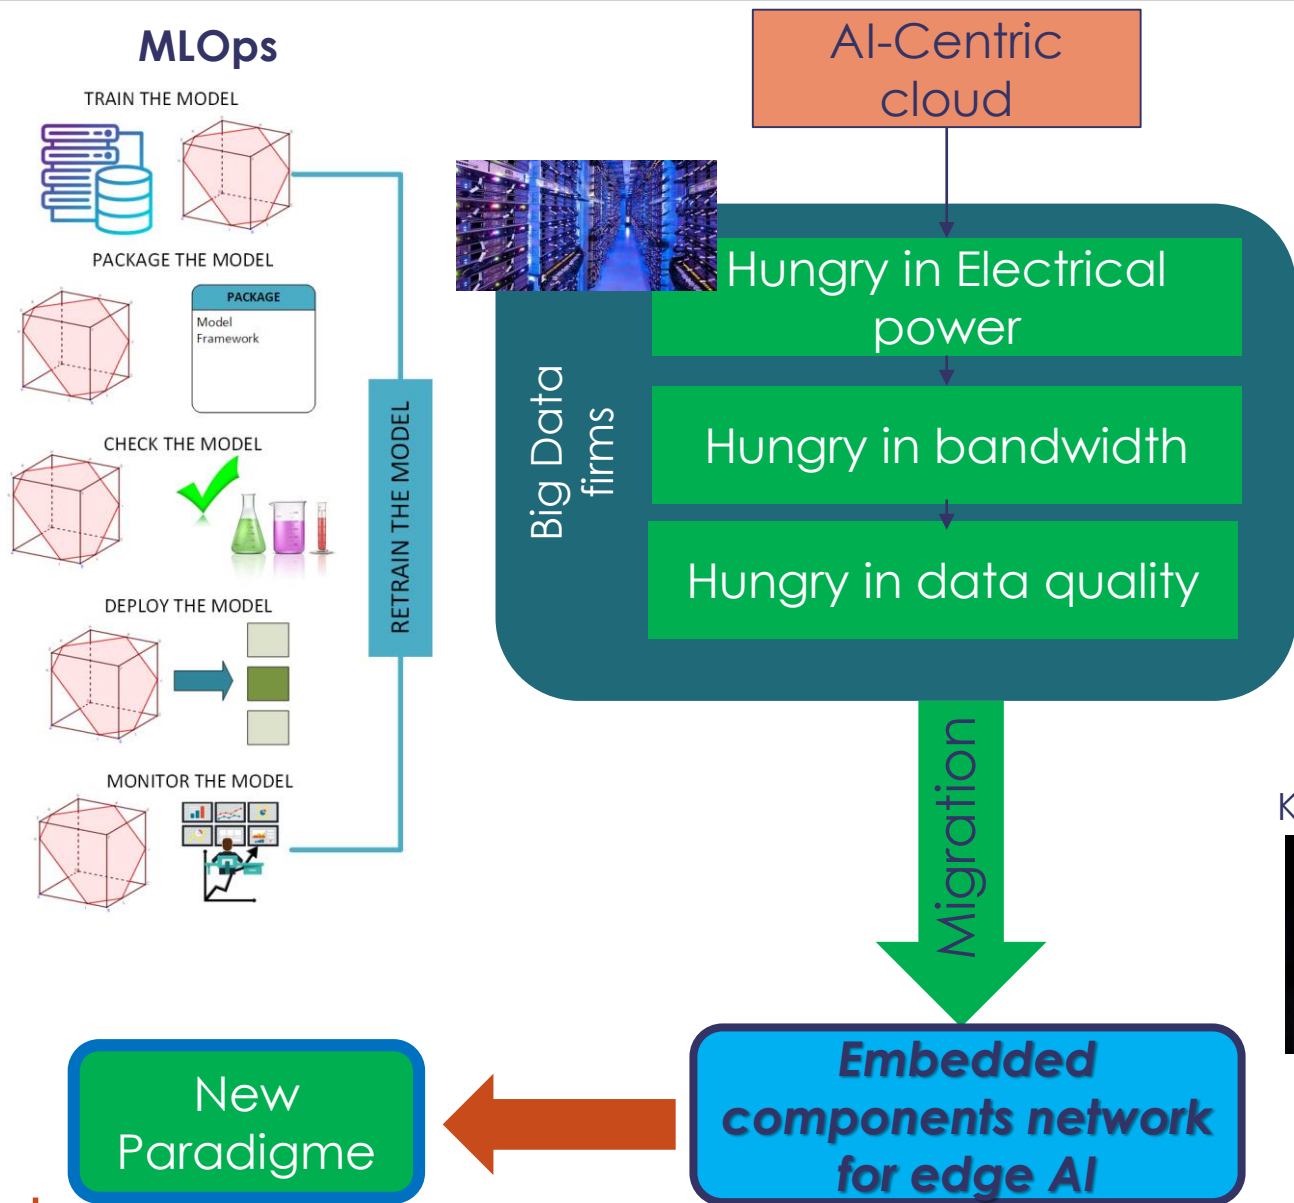 MLOps
TRAIN THE MODEL
PACKAGE THE MODEL
PACKAGE
Model
Framework
CHECK THE MODEL
DEPLOY THE MODEL
MONITOR THE MODEL
RETRAIN THE MODEL
AI-Centric
cloud
Big Data
firms
Hungry in Electrical
power
Hungry in bandwidth
Hungry in data quality
Migration
K
Embedded
components network
for edge AI
New
Paradigme